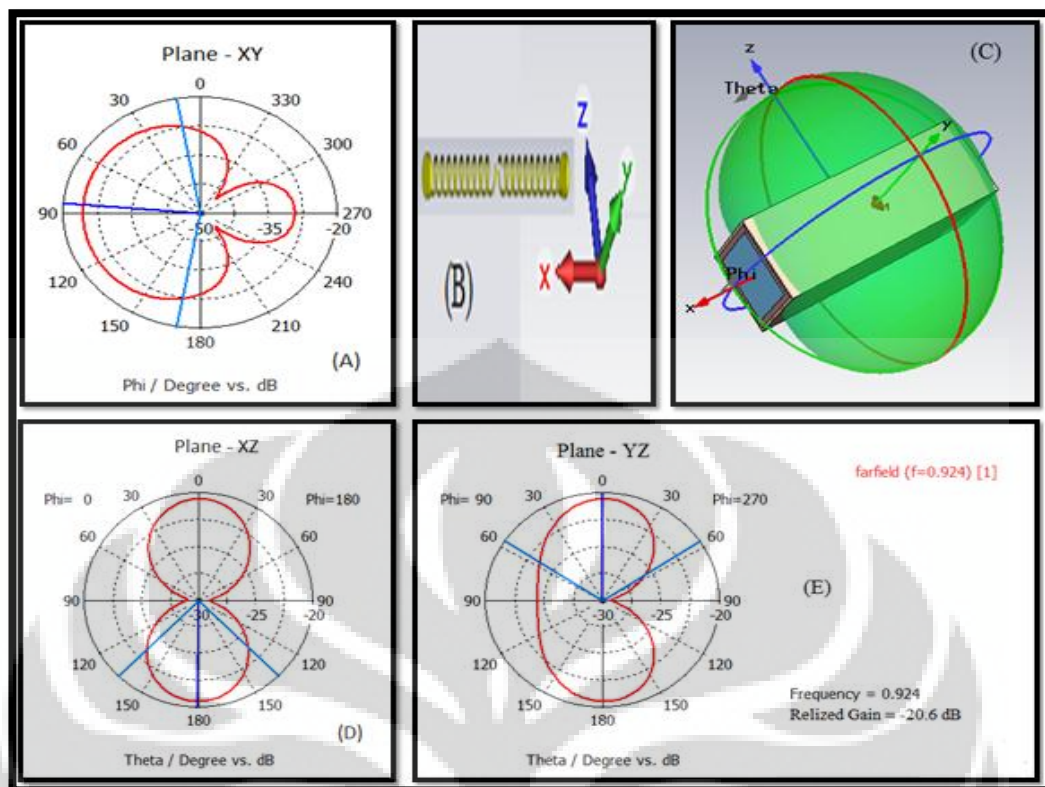 Plane - XY
0
30 330
60 300
90 50 -35 270
-20
120 240
150 210
180
(A)
Phi / Degree vs. dB
Z
Y
X
(B)
(C)
z
Theta
y
Phi
x
Plane - XZ
Phi= 0 30 0 30 Phi=180
60 60
90 -30 -25 -20 90
120 120
150 180 150
(D)
Theta / Degree vs. dB
Plane - YZ
farfield (f=0.924) [1]
Phi= 90 30 0 30 Phi=270
60 60
90 -30 -25 -20 90
(E)
120 120
150 180 150
Frequency = 0.924
Relized Gain = -20.6 dB
Theta / Degree vs. dB